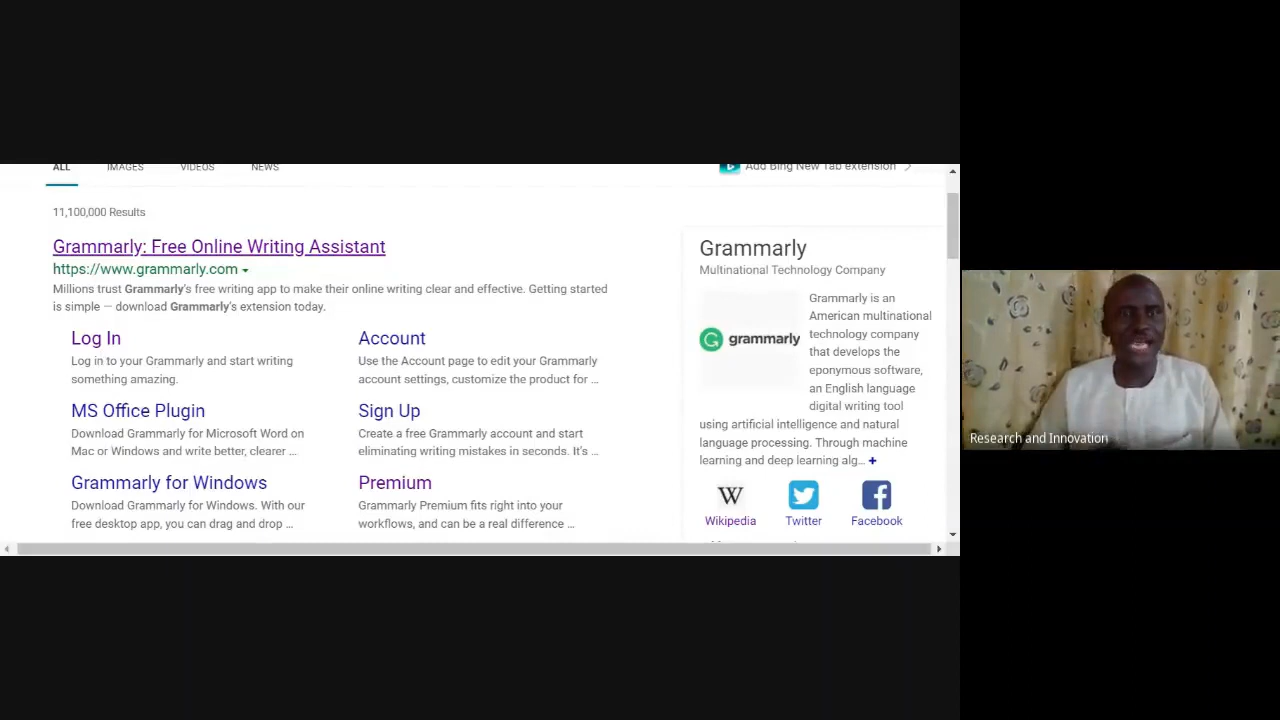 ALL IMAGES VIDEOS NEWS
Add Bing New Tab extension
11,100,000 Results
Grammarly: Free Online Writing Assistant
https://www.grammarly.com
Millions trust Grammarly's free writing app to make their online writing clear and effective. Getting started
is simple — download Grammarly's extension today.
Log In
Log in to your Grammarly and start writing
something amazing.
Account
Use the Account page to edit your Grammarly
account settings, customize the product for ...
MS Office Plugin
Download Grammarly for Microsoft Word on
Mac or Windows and write better, clearer ...
Sign Up
Create a free Grammarly account and start
eliminating writing mistakes in seconds. It's ...
Grammarly for Windows
Download Grammarly for Windows. With our
free desktop app, you can drag and drop ...
Premium
Grammarly Premium fits right into your
workflows, and can be a real difference ...
Grammarly
Multinational Technology Company
grammarly
Grammarly is an
American multinational
technology company
that develops the
eponymous software,
an English language
digital writing tool
using artificial intelligence and natural
language processing. Through machine
learning and deep learning alg... +
W
Wikipedia Twitter Facebook
Research and Innovation